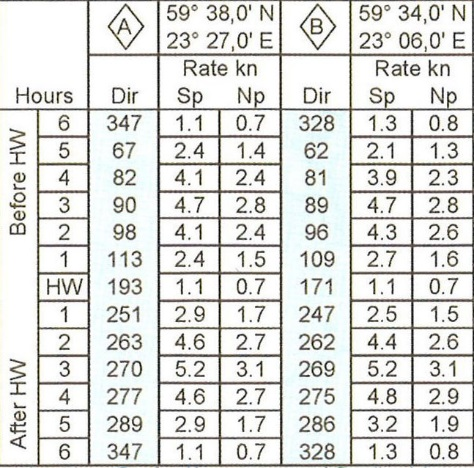 A 59° 38,0' N B 59° 34,0' N
23° 27,0' E 23° 06,0' E
Rate kn Rate kn
Hours Dir Sp Np Dir Sp Np
Before HW
6 347 1.1 0.7 328 1.3 0.8
5 67 2.4 1.4 62 2.1 1.3
4 82 4.1 2.4 81 3.9 2.3
3 90 4.7 2.8 89 4.7 2.8
2 98 4.1 2.4 96 4.3 2.6
1 113 2.4 1.5 109 2.7 1.6
HW 193 1.1 0.7 171 1.1 0.7
After HW
1 251 2.9 1.7 247 2.5 1.5
2 263 4.6 2.7 262 4.4 2.6
3 270 5.2 3.1 269 5.2 3.1
4 277 4.6 2.7 275 4.8 2.9
5 289 2.9 1.7 286 3.2 1.9
6 347 1.1 0.7 328 1.3 0.8